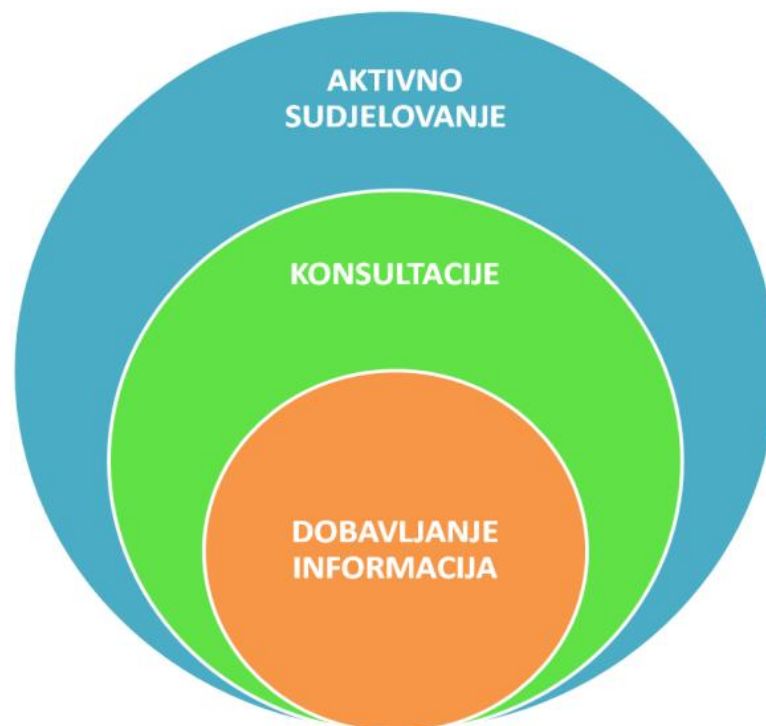 AKTIVNO
SUDJELOVANJE
KONSULTACIJE
DOBAVLJANJE
INFORMACIJA